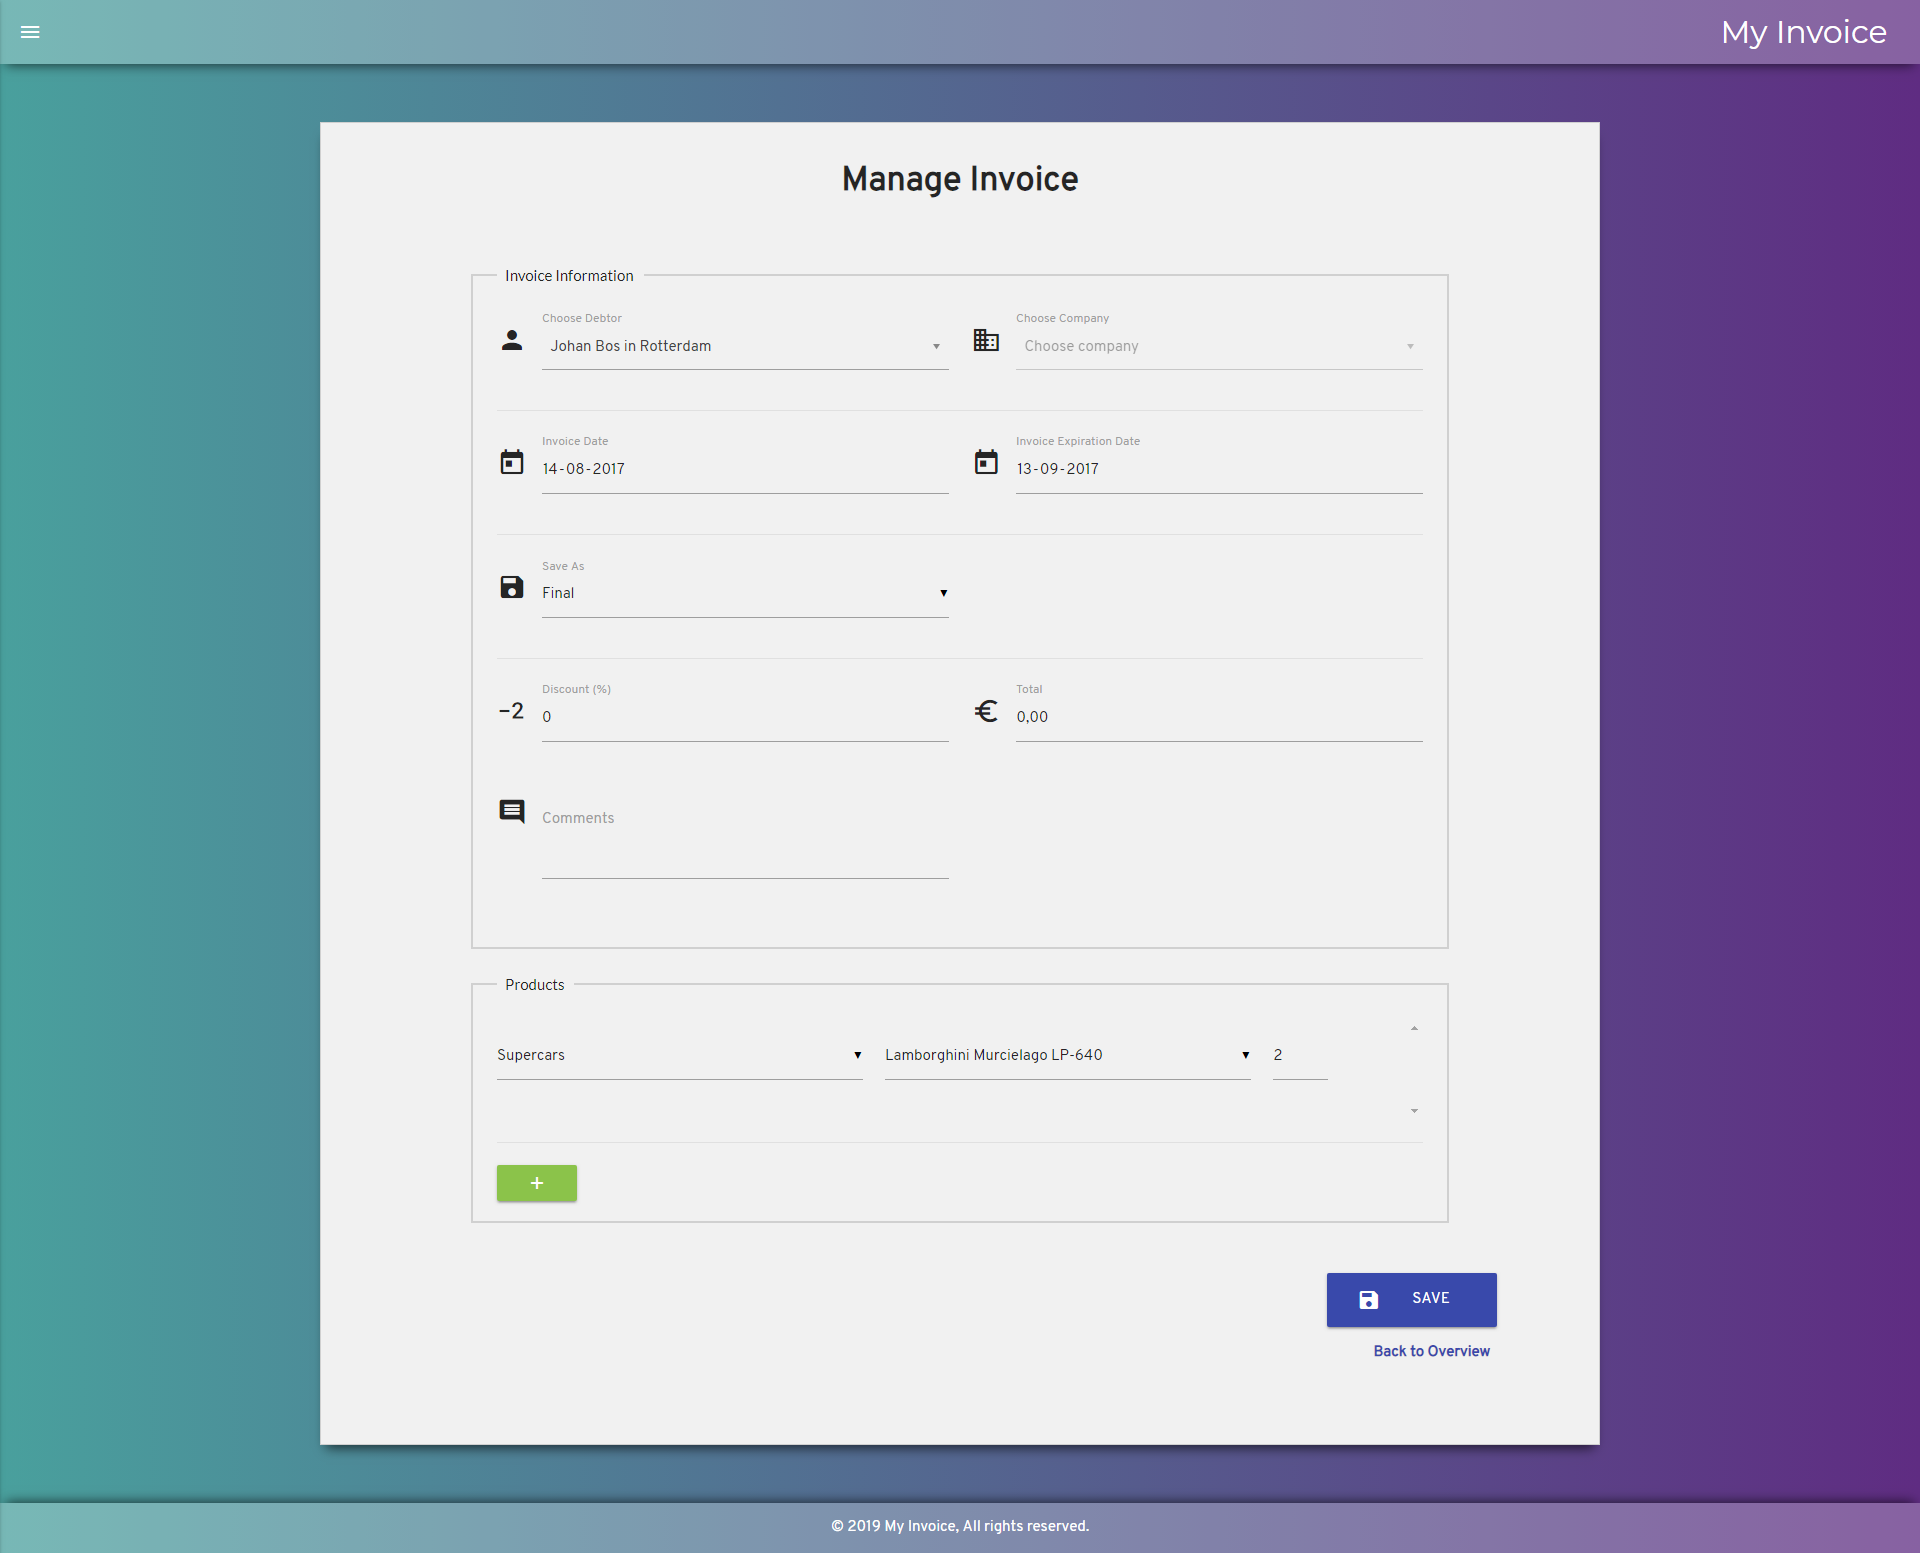 My Invoice
Manage Invoice
Invoice Information
Choose Debtor
Choose Company
Johan Bos in Rotterdam
Choose company
Invoice Date
Invoice Expiration Date
14-08-2017
13-09-2017
Save As
Final
Discount (%)
Total
-2
0
€
0,00
Comments
Products
Supercars
Lamborghini Murcielago LP-640
2
+
SAVE
Back to Overview
© 2019 My Invoice, All rights reserved.